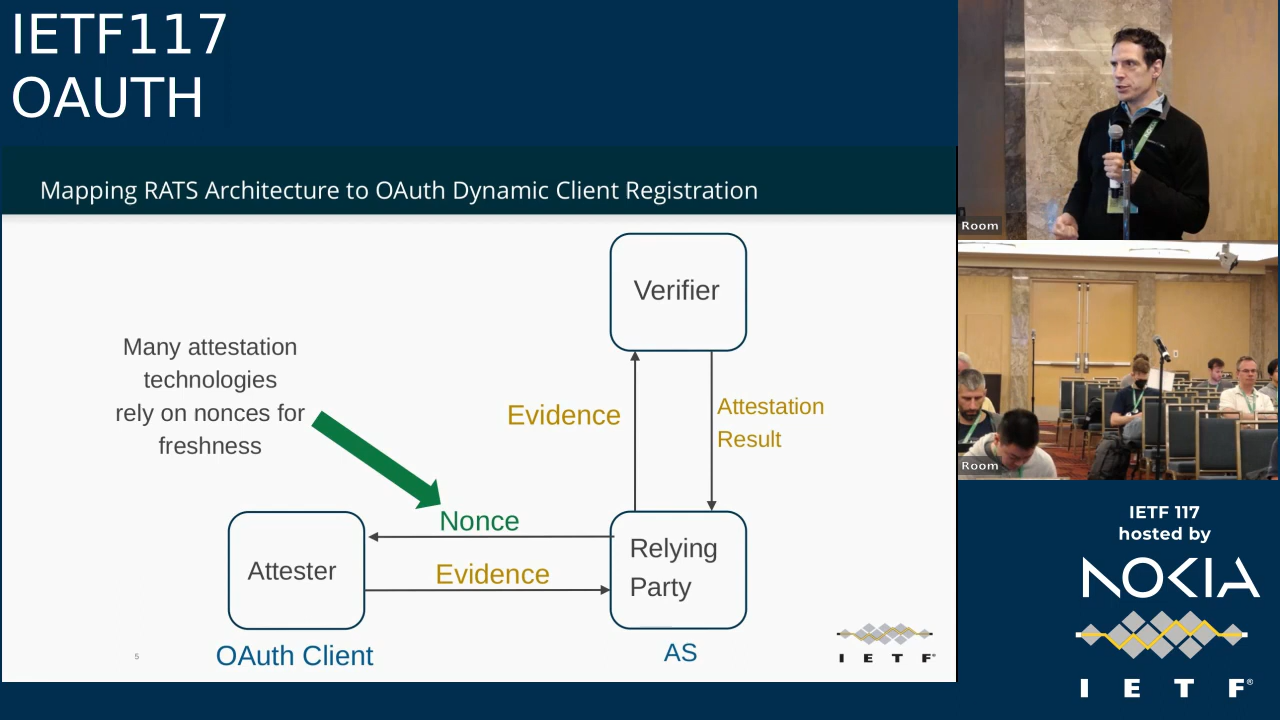 IETF117
OAUTH
Mapping RATS Architecture to OAuth Dynamic Client Registration
Verifier
Many attestation
technologies
rely on nonces for
freshness
Evidence
Attestation
Result
Nonce
Attester
Evidence
Relying
Party
OAuth Client
AS
5
I E T F®
Room
Room
IETF 117
hosted by
NOKIA
I E T F®